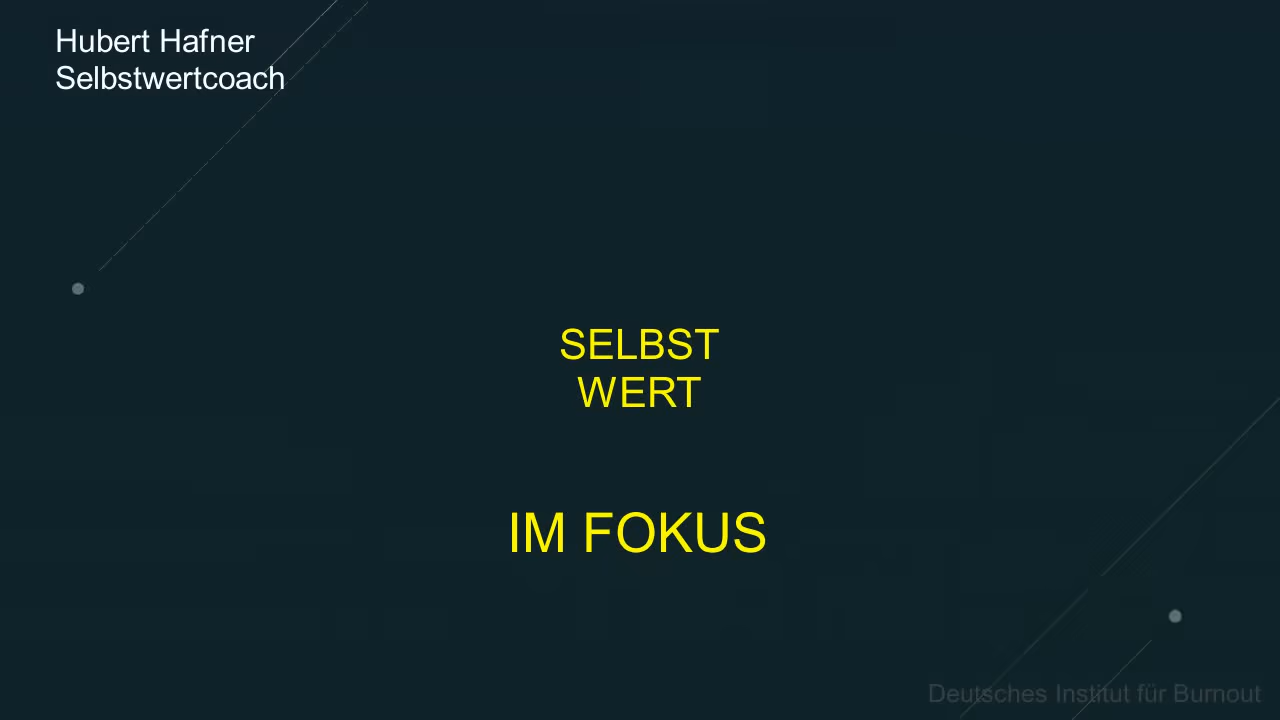 Hubert Hafner
Selbstwertcoach
SELBST
WERT
IM FOKUS
Deutsches Institut für Burnout